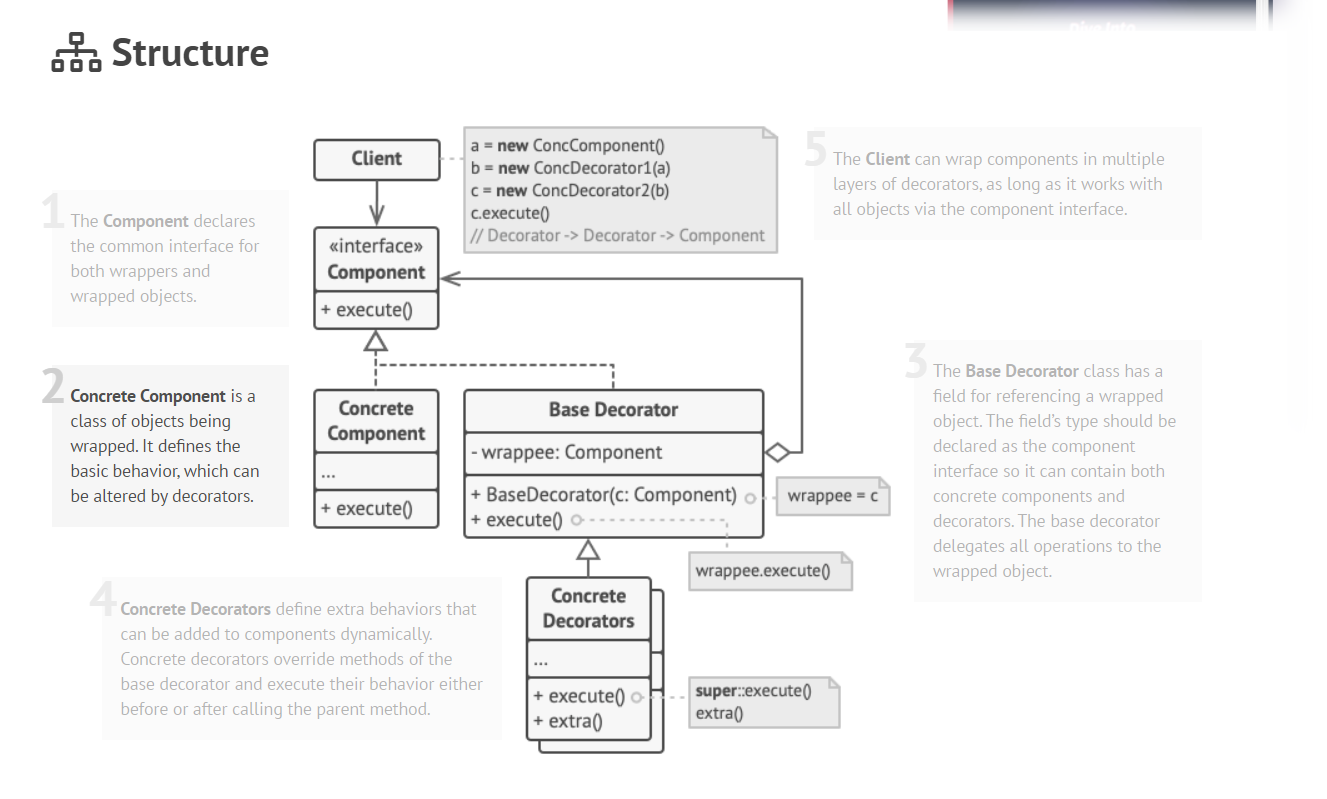 Dive Into
Structure
Client
a = new ConcComponent()
b = new ConcDecorator1(a)
c = new ConcDecorator2(b)
c.execute()
// Decorator -> Decorator -> Component
5
The Client can wrap components in multiple
layers of decorators, as long as it works with
all objects via the component interface.
1
The Component declares
the common interface for
both wrappers and
wrapped objects.
«interface»
Component
+ execute()
2
Concrete Component is a
class of objects being
wrapped. It defines the
basic behavior, which can
be altered by decorators.
Concrete
Component
...
+ execute()
Base Decorator
- wrappee: Component
+ BaseDecorator(c: Component)
+ execute()
wrappee = c
wrappee.execute()
3
The Base Decorator class has a
field for referencing a wrapped
object. The field's type should be
declared as the component
interface so it can contain both
concrete components and
decorators. The base decorator
delegates all operations to the
wrapped object.
4
Concrete Decorators define extra behaviors that
can be added to components dynamically.
Concrete decorators override methods of the
base decorator and execute their behavior either
before or after calling the parent method.
Concrete
Decorators
...
+ execute()
+ extra()
super::execute()
extra()